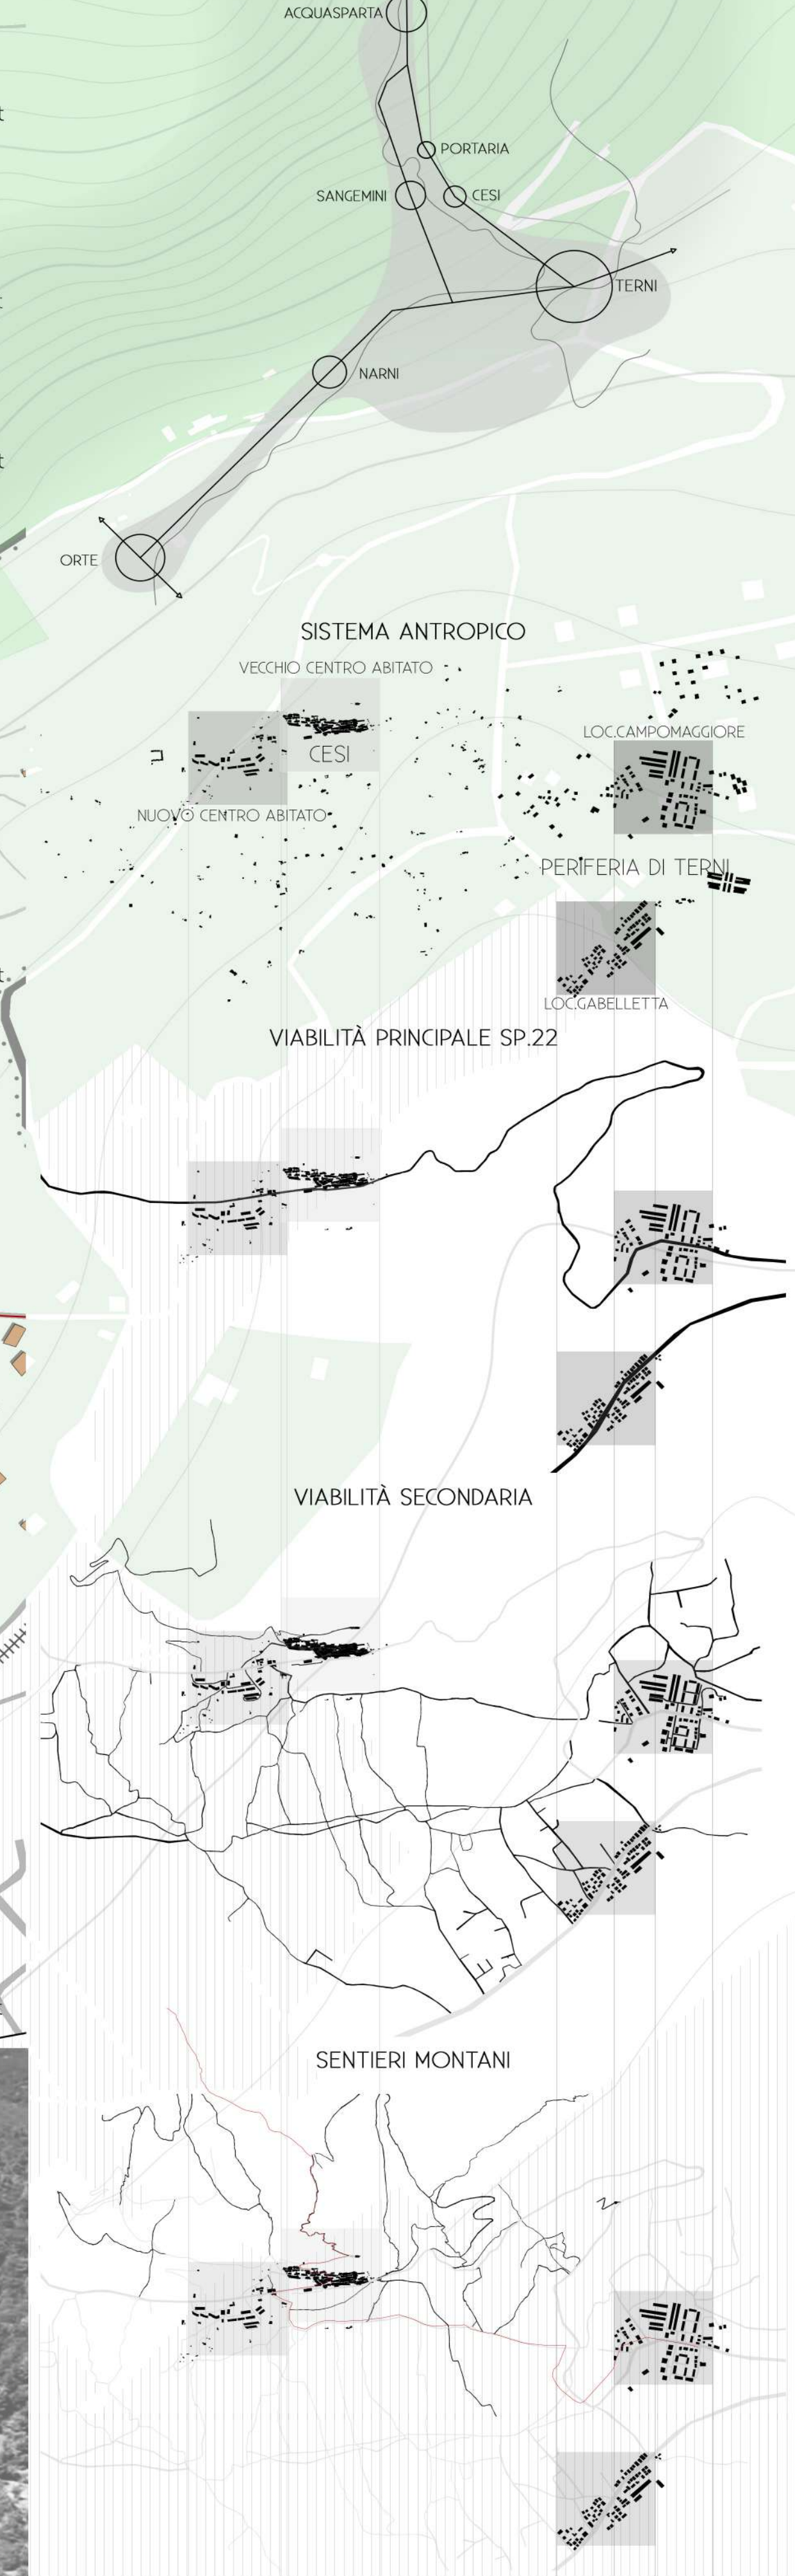 ACQUASPARTA
PORTARIA
SANGEMINI
CESI
TERNI
NARNI
ORTE
SISTEMA ANTROPICO
VECCHIO CENTRO ABITATO
LOC.CAMPOMAGGIORE
CESI
NUOVO CENTRO ABITATO
PERIFERIA DI TERNI
LOC.GABELLETTA
VIABILITÀ PRINCIPALE SP.22
VIABILITÀ SECONDARIA
SENTIERI MONTANI